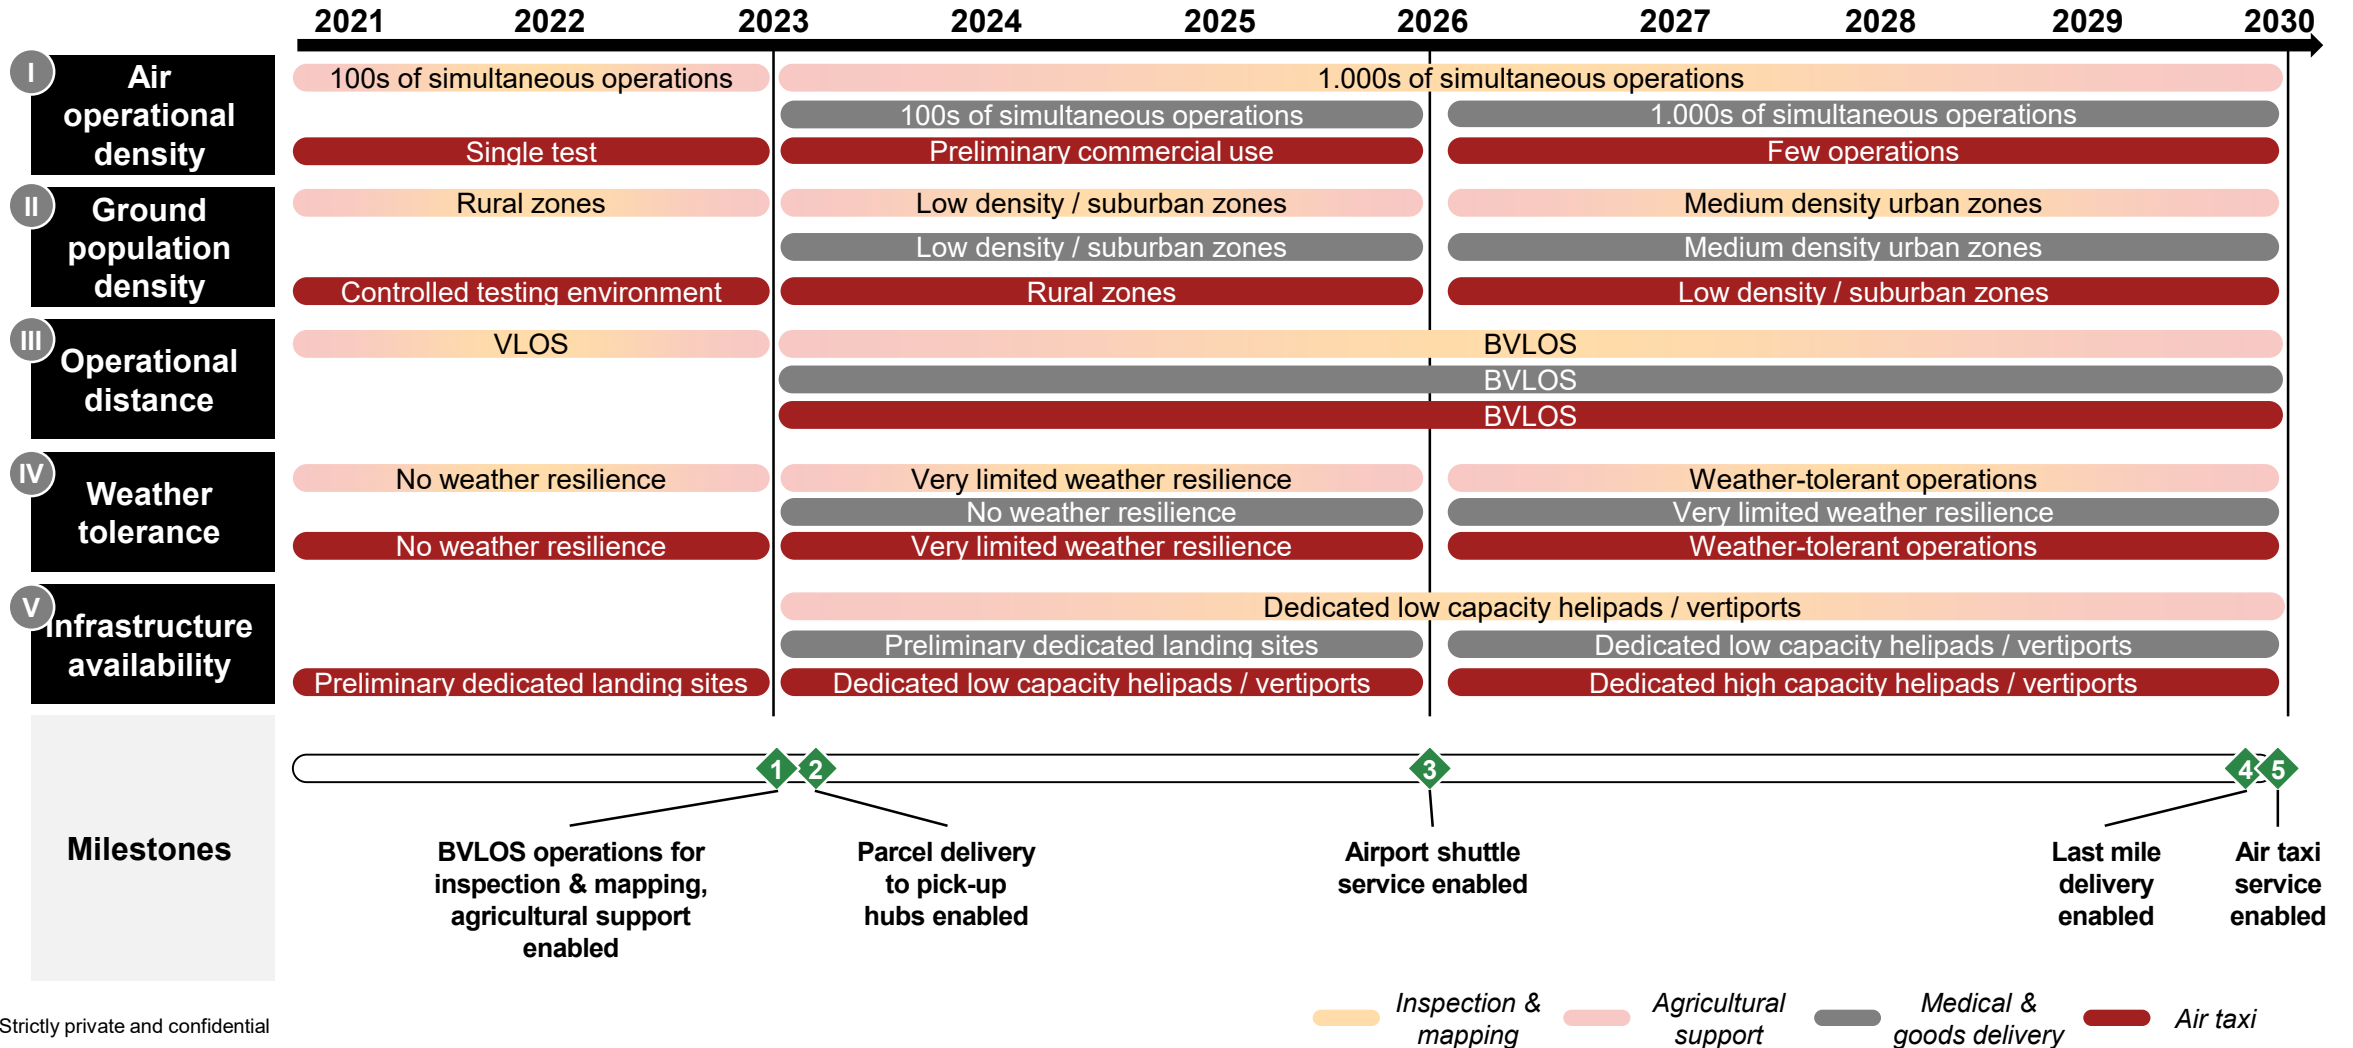 2021 2022 2023 2024 2025 2026 2027 2028 2029 2030
I
Air
operational
density
100s of simultaneous operations
1.000s of simultaneous operations
100s of simultaneous operations
1.000s of simultaneous operations
Single test
Preliminary commercial use
Few operations
II
Ground
population
density
Rural zones
Low density / suburban zones
Medium density urban zones
Low density / suburban zones
Medium density urban zones
Controlled testing environment
Rural zones
Low density / suburban zones
III
Operational
distance
VLOS
BVLOS
BVLOS
BVLOS
IV
Weather
tolerance
No weather resilience
Very limited weather resilience
Weather-tolerant operations
No weather resilience
Very limited weather resilience
No weather resilience
Very limited weather resilience
Weather-tolerant operations
V
Infrastructure
availability
Dedicated low capacity helipads / vertiports
Preliminary dedicated landing sites
Dedicated low capacity helipads / vertiports
Preliminary dedicated landing sites
Dedicated low capacity helipads / vertiports
Dedicated high capacity helipads / vertiports
Milestones
1
2
3
4
5
BVLOS operations for
inspection & mapping,
agricultural support
enabled
Parcel delivery
to pick-up
hubs enabled
Airport shuttle
service enabled
Last mile
delivery
enabled
Air taxi
service
enabled
Inspection &
mapping
Agricultural
support
Medical &
goods delivery
Air taxi
Strictly private and confidential